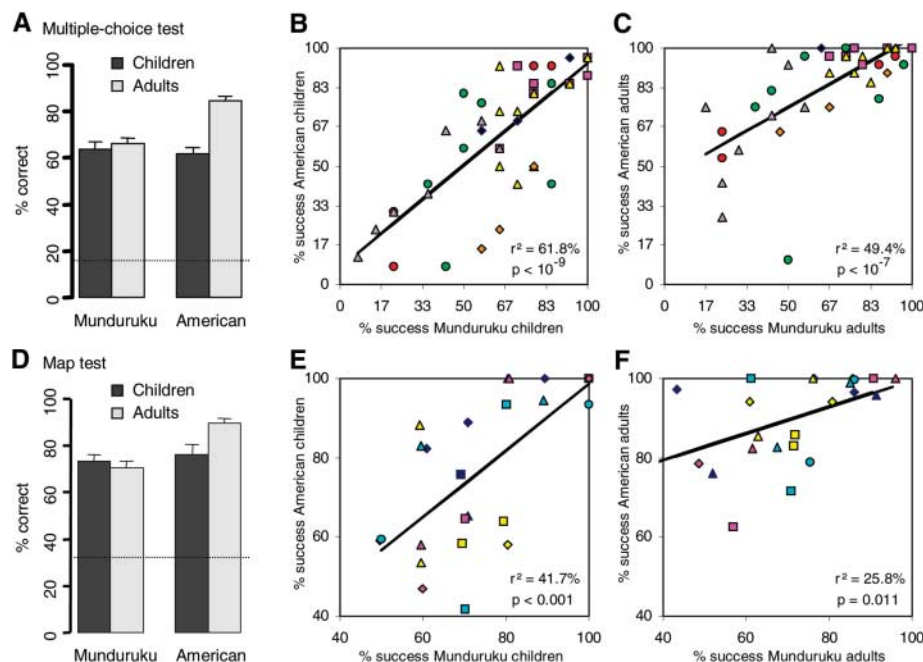 A Multiple-choice test
Children
Adults
% correct
100
80
60
40
20
0
Munduruku American
B
% success American children
100
83
67
50
33
17
0
r² = 61.8%
p < 10⁻⁹
0 17 33 50 67 83 100
% success Munduruku children
C
% success American adults
100
83
67
50
33
17
0
r² = 49.4%
p < 10⁻⁷
17 33 50 67 83 100
% success Munduruku adults
D Map test
Children
Adults
% correct
100
80
60
40
20
0
Munduruku American
E
% success American children
100
80
60
40
r² = 41.7%
p < 0.001
40 60 80 100
% success Munduruku children
F
% success American adults
100
80
60
40
r² = 25.8%
p = 0.011
40 60 80 100
% success Munduruku adults